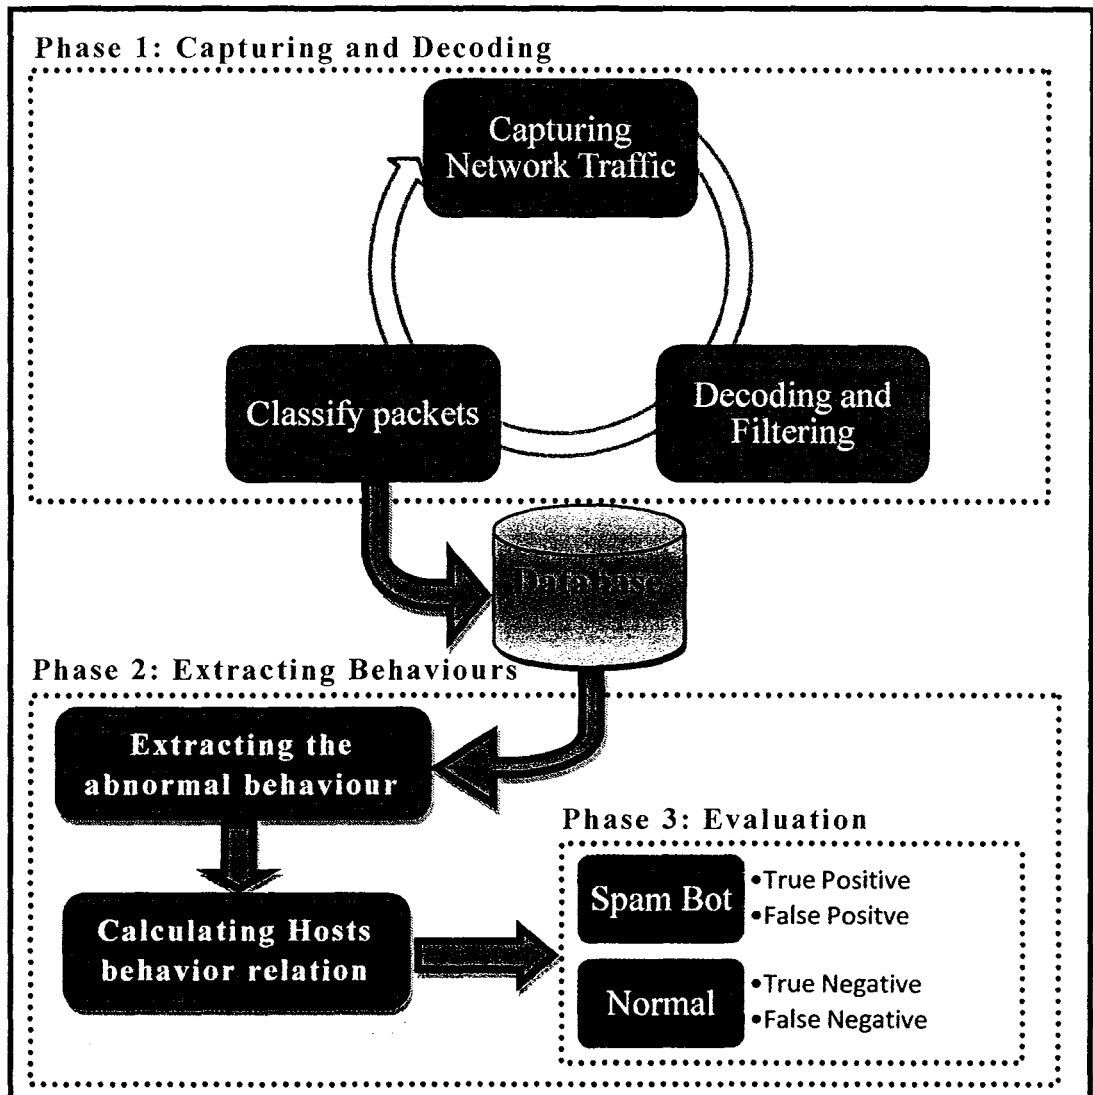 Phase 1: Capturing and Decoding
Capturing
Network Traffic
Classify packets
Decoding and
Filtering
Database
Phase 2: Extracting Behaviours
Extracting the
abnormal behaviour
Calculating Hosts
behavior relation
Phase 3: Evaluation
Spam Bot
•True Positive
•False Positve
Normal
•True Negative
•False Negative